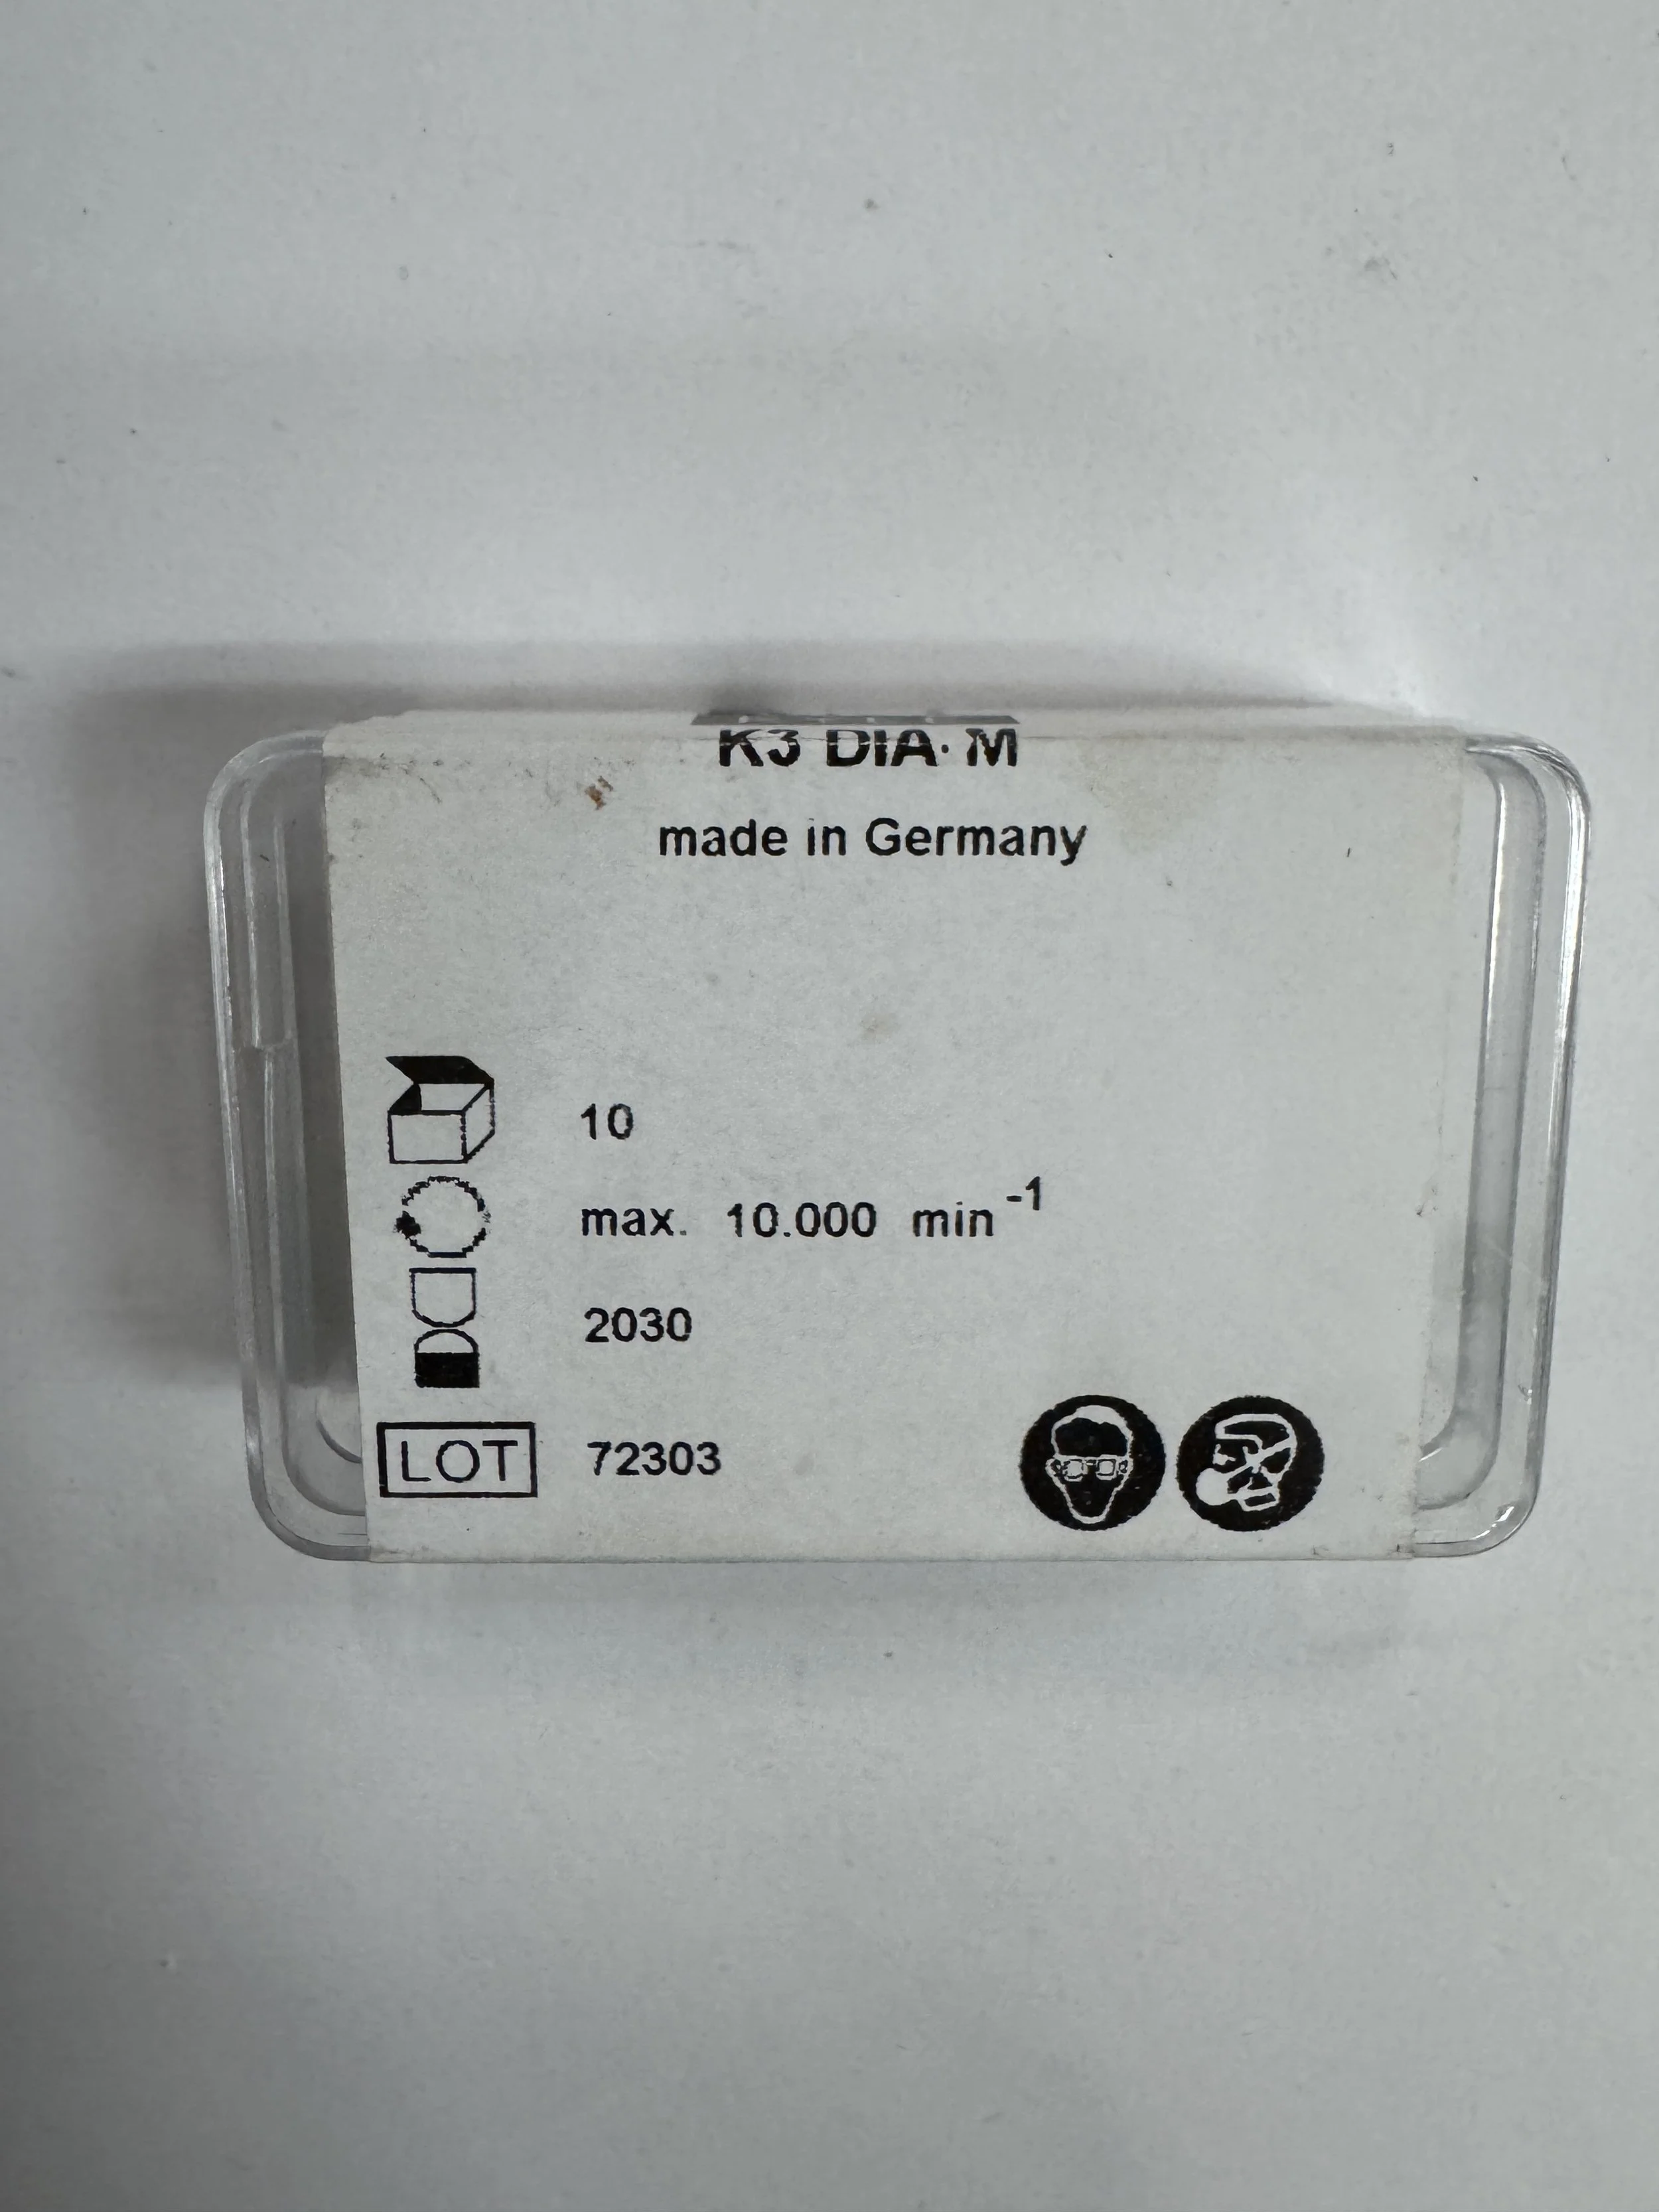 K3 DIA· M
made in Germany
10
max. 10.000 min -1
2030
LOT 72303